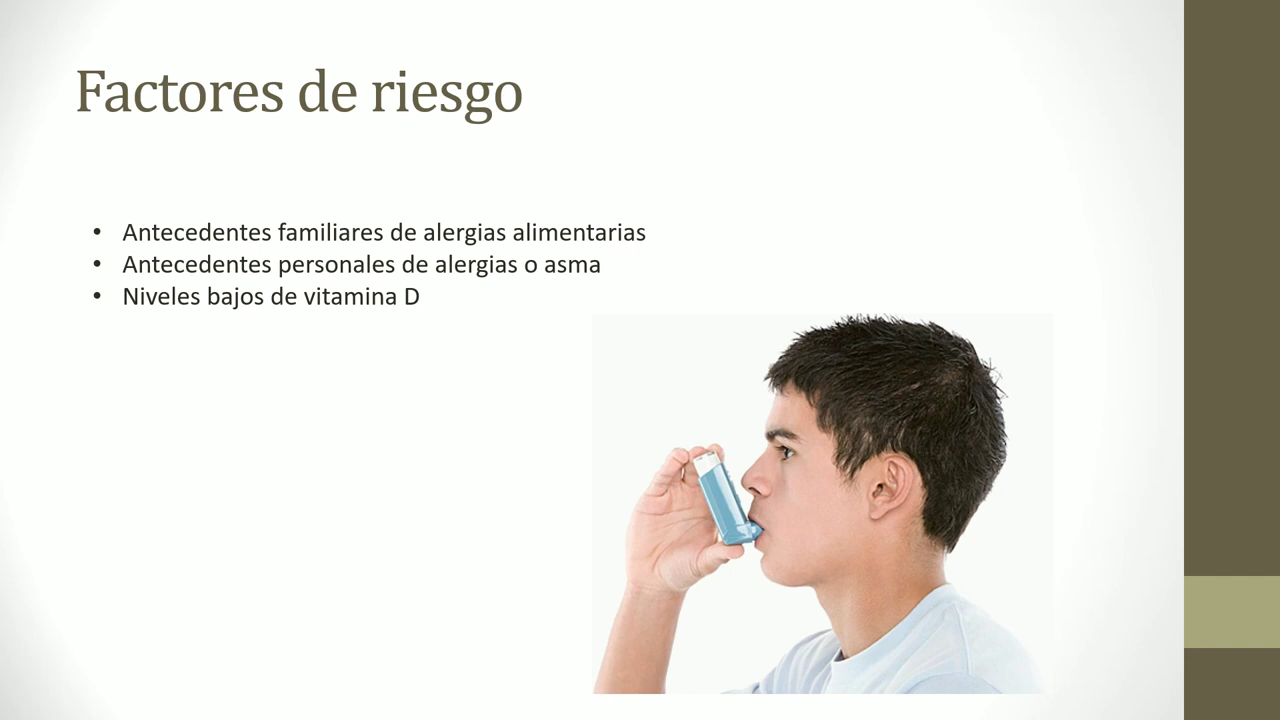 Factores de riesgo
• Antecedentes familiares de alergias alimentarias
• Antecedentes personales de alergias o asma
• Niveles bajos de vitamina D